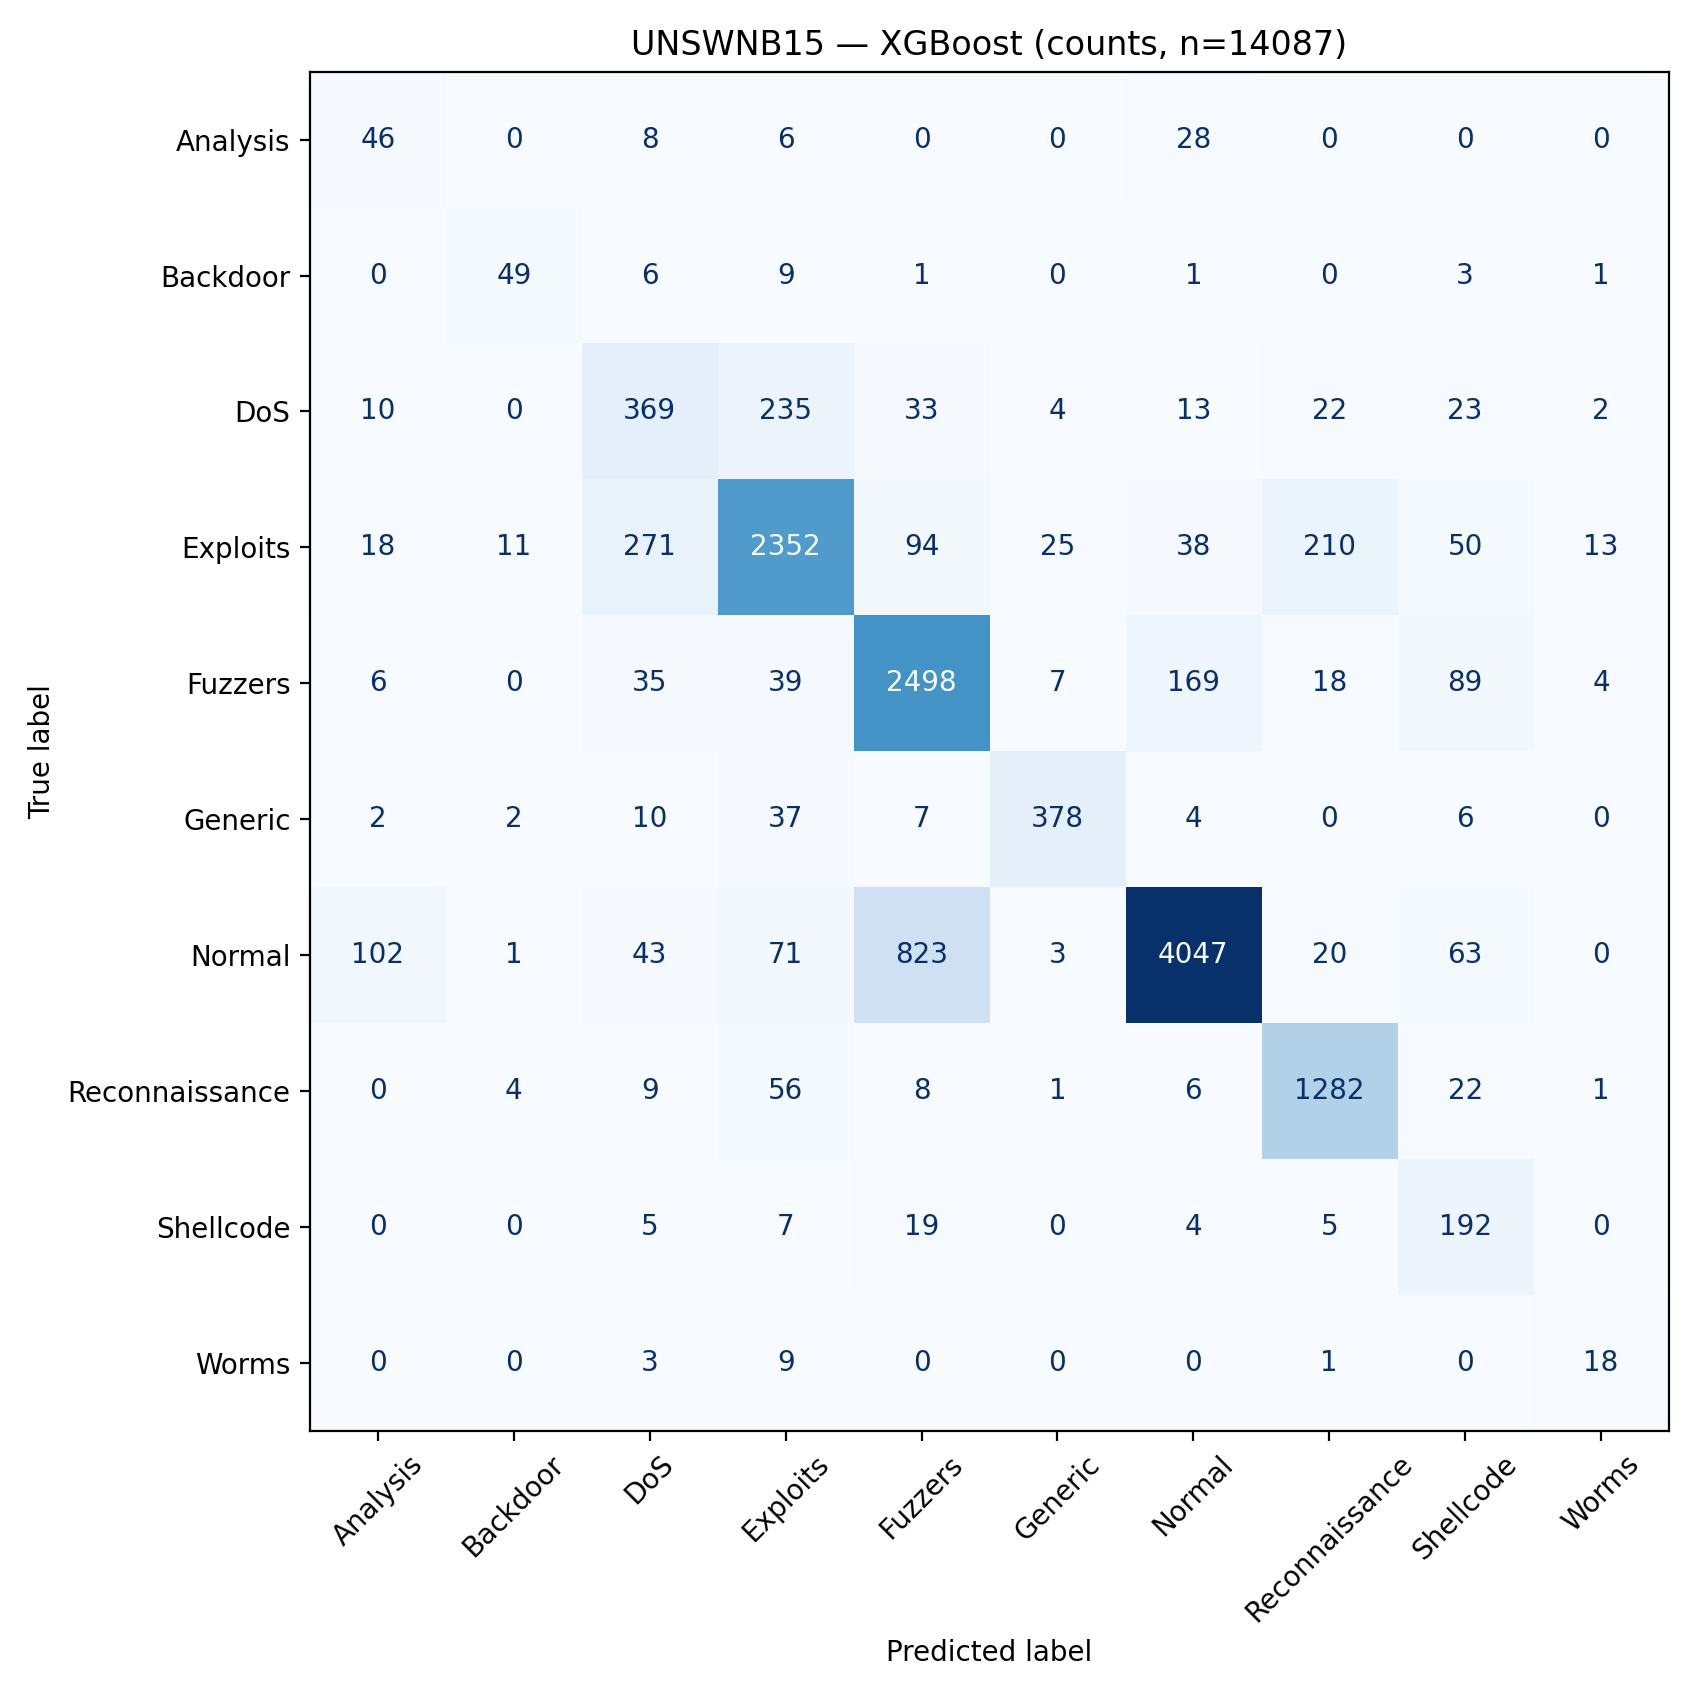 UNSWNB15 — XGBoost (counts, n=14087)
Analysis 46 0 8 6 0 0 28 0 0 0
Backdoor 0 49 6 9 1 0 1 0 3 1
DoS 10 0 369 235 33 4 13 22 23 2
Exploits 18 11 271 2352 94 25 38 210 50 13
Fuzzers 6 0 35 39 2498 7 169 18 89 4
Generic 2 2 10 37 7 378 4 0 6 0
Normal 102 1 43 71 823 3 4047 20 63 0
Reconnaissance 0 4 9 56 8 1 6 1282 22 1
Shellcode 0 0 5 7 19 0 4 5 192 0
Worms 0 0 3 9 0 0 0 1 0 18
True label
Analysis Backdoor DoS Exploits Fuzzers Generic Normal Reconnaissance Shellcode Worms
Predicted label